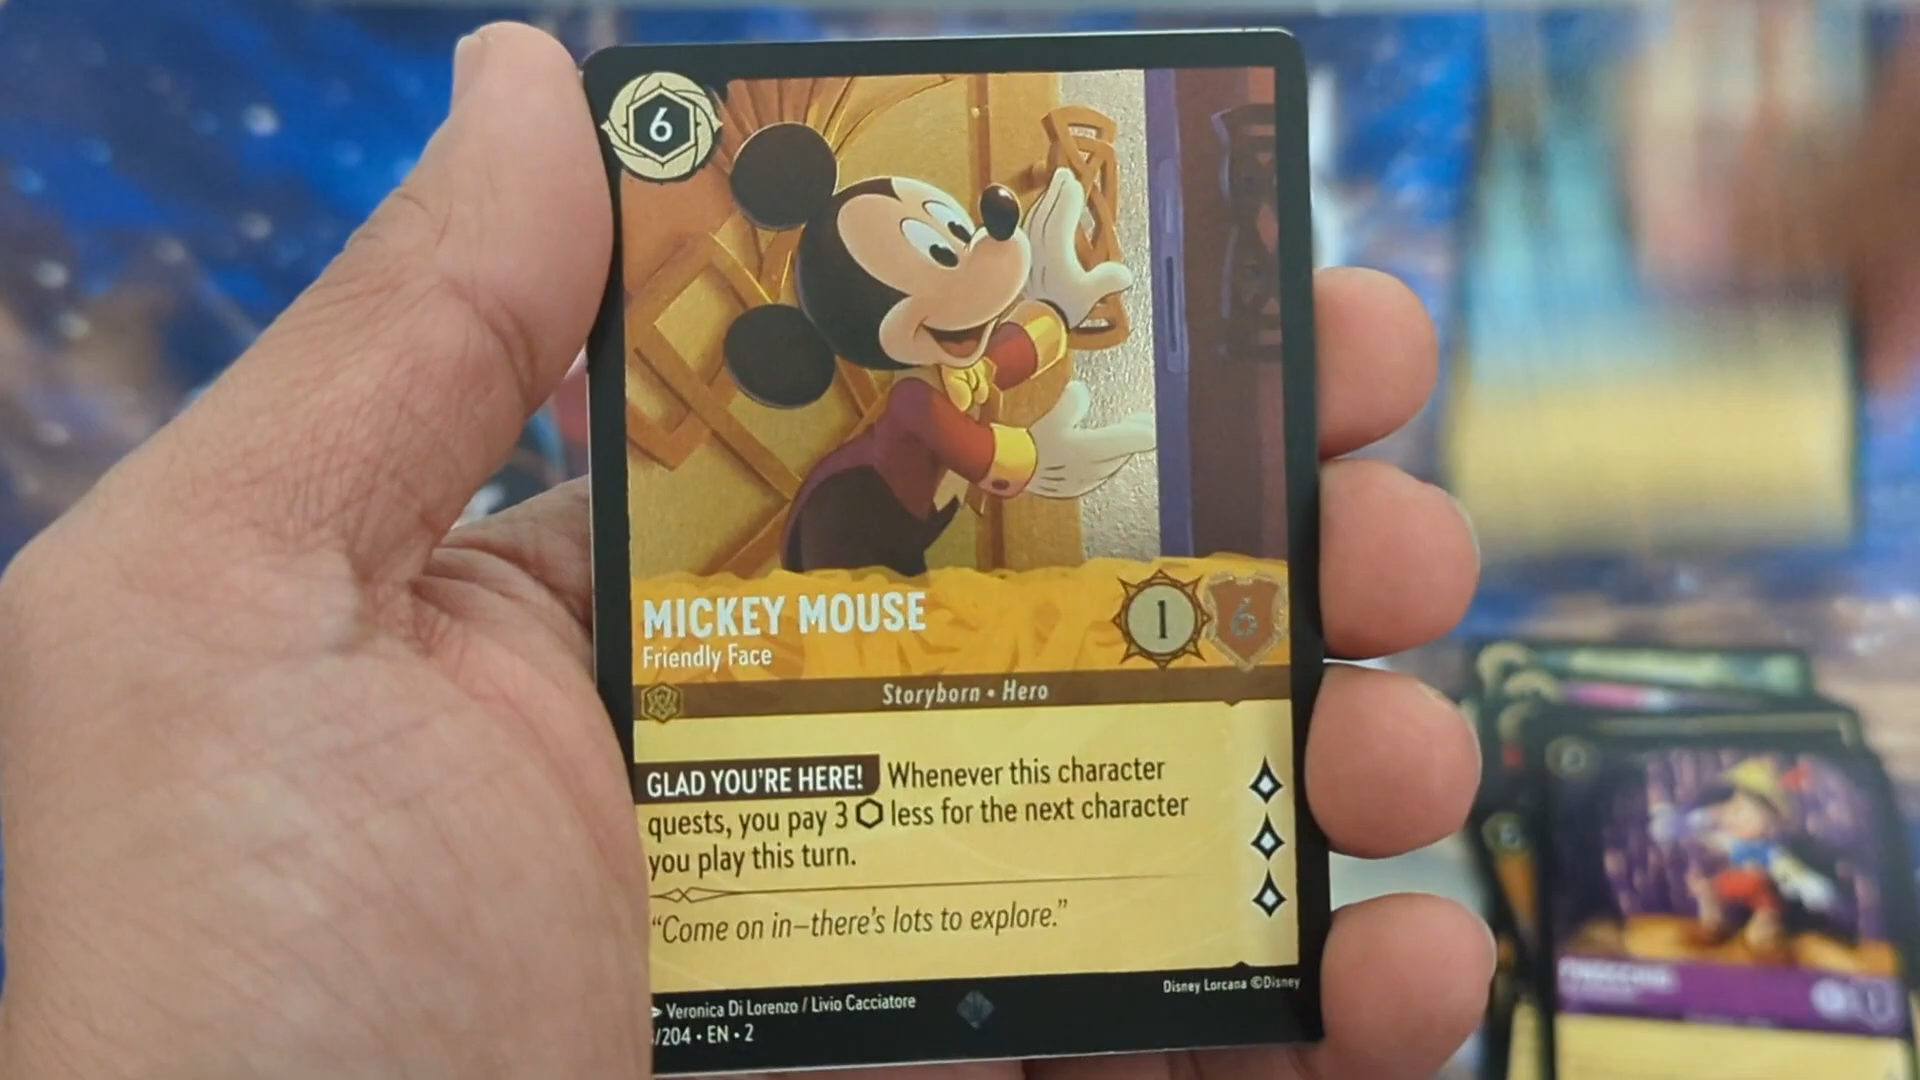 6
MICKEY MOUSE
Friendly Face
1 6
Storyborn • Hero
GLAD YOU'RE HERE! Whenever this character
quests, you pay 3 less for the next character
you play this turn.
“Come on in–there's lots to explore.”
Veronica Di Lorenzo / Livio Cacciatore
Disney Lorcana ©Disney
/204 • EN • 2